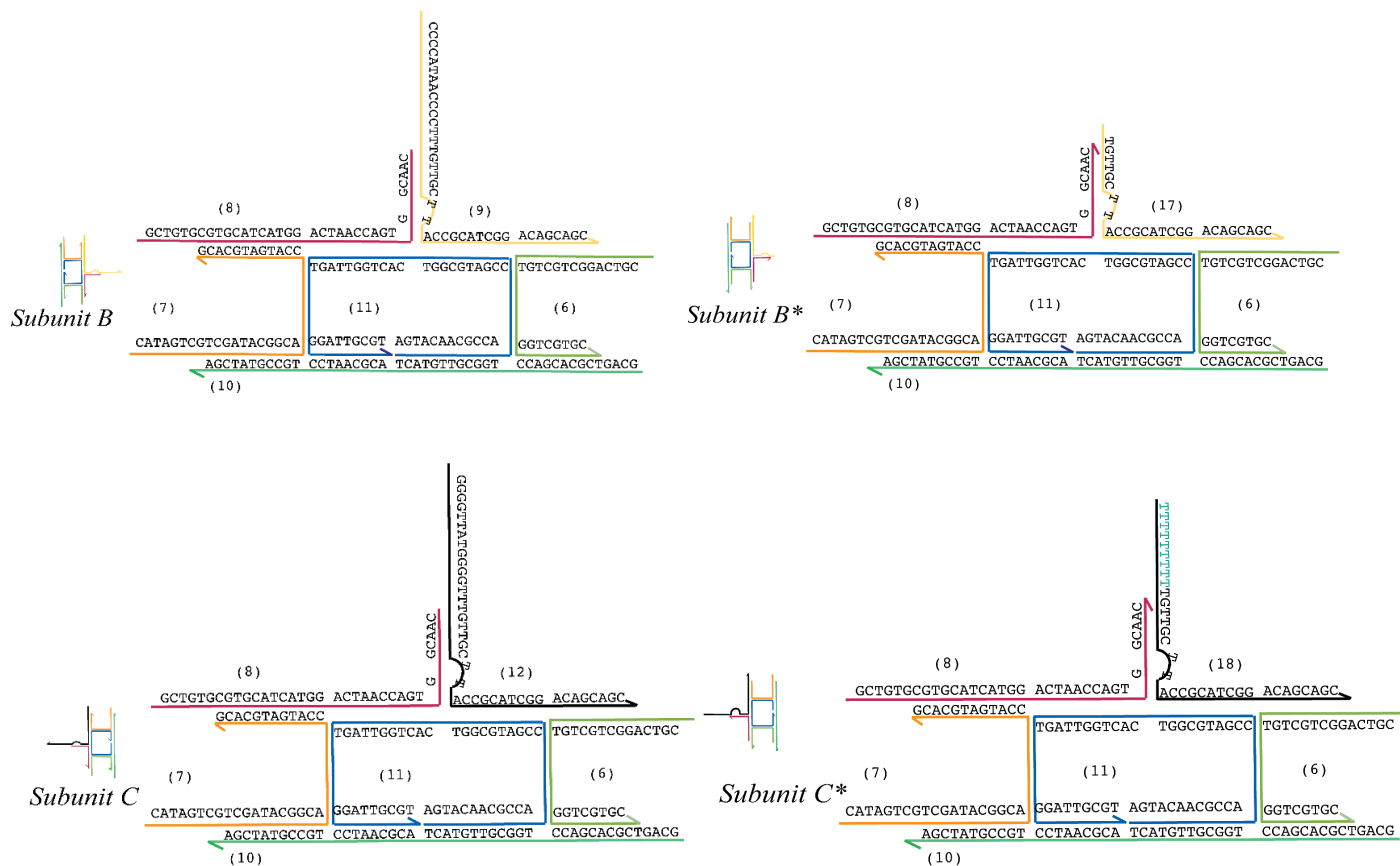 CCCCATAACCCCTTTGTTGC
GCAAC
G
T
T
(8)
(9)
GCTGTGCGTGCATCATGG ACTAACCAGT
ACCGCATCGG ACAGCAGC
GCACGTAGTACC
TGATTGGTCAC TGGCGTAGCC TGTCGTCGGACTGC
(7)
(11)
(6)
Subunit B
CATAGTCGTCGATACGGCA GGATTGCGT AGTACAACGCCA GGTCGTGC
AGCTATGCCGT CCTAACGCA TCATGTTGCGGT CCAGCACGCTGACG
(10)
TGTTGC
GCAAC
G
T
T
(8)
(17)
GCTGTGCGTGCATCATGG ACTAACCAGT
ACCGCATCGG ACAGCAGC
GCACGTAGTACC
TGATTGGTCAC TGGCGTAGCC TGTCGTCGGACTGC
(7)
(11)
(6)
Subunit B*
CATAGTCGTCGATACGGCA GGATTGCGT AGTACAACGCCA GGTCGTGC
AGCTATGCCGT CCTAACGCA TCATGTTGCGGT CCAGCACGCTGACG
(10)
GGGGTTATGGGGTTTGTTGC
GCAAC
G
T
T
(8)
(12)
GCTGTGCGTGCATCATGG ACTAACCAGT
ACCGCATCGG ACAGCAGC
GCACGTAGTACC
TGATTGGTCAC TGGCGTAGCC TGTCGTCGGACTGC
(7)
(11)
(6)
Subunit C
CATAGTCGTCGATACGGCA GGATTGCGT AGTACAACGCCA GGTCGTGC
AGCTATGCCGT CCTAACGCA TCATGTTGCGGT CCAGCACGCTGACG
(10)
TTTTTTTTTTTGTTGC
GCAAC
G
T
T
(8)
(18)
GCTGTGCGTGCATCATGG ACTAACCAGT
ACCGCATCGG ACAGCAGC
GCACGTAGTACC
TGATTGGTCAC TGGCGTAGCC TGTCGTCGGACTGC
(7)
(11)
(6)
Subunit C*
CATAGTCGTCGATACGGCA GGATTGCGT AGTACAACGCCA GGTCGTGC
AGCTATGCCGT CCTAACGCA TCATGTTGCGGT CCAGCACGCTGACG
(10)